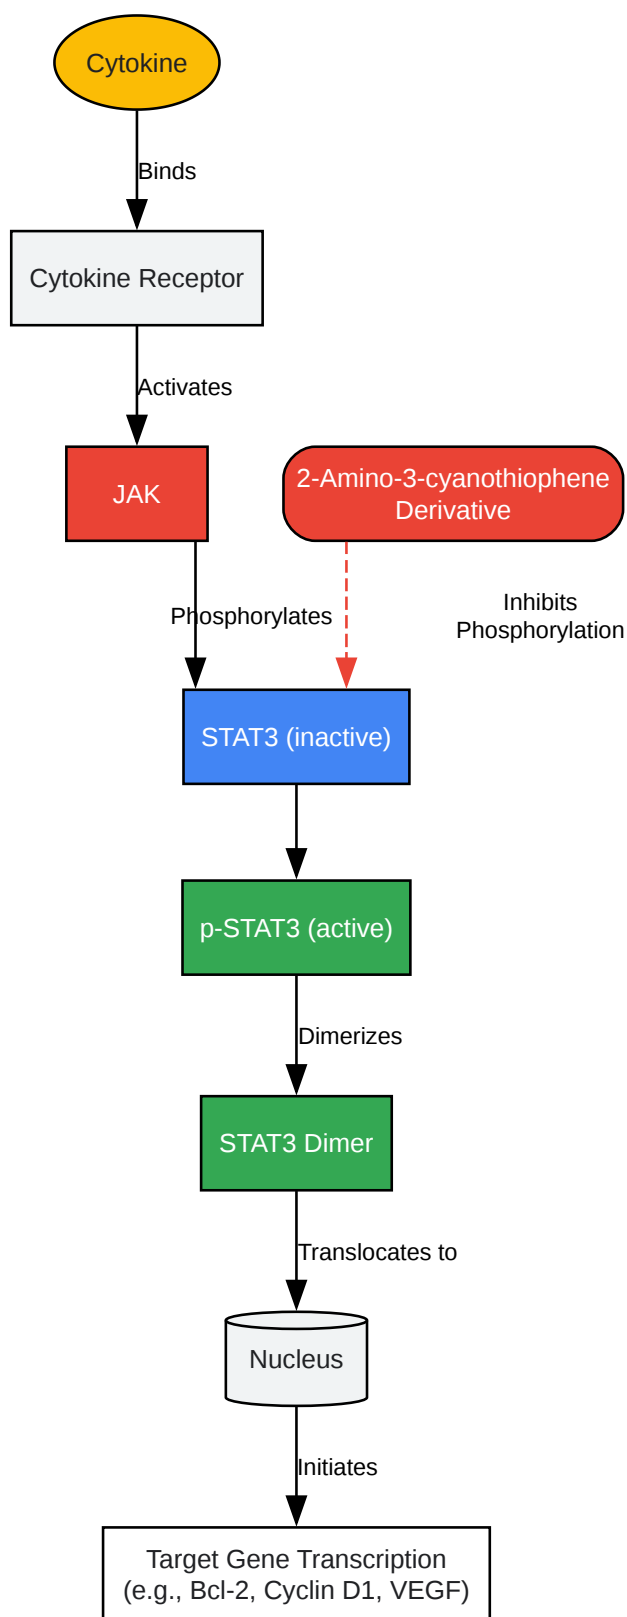 Cytokine
Binds
Cytokine Receptor
Activates
JAK
2-Amino-3-cyanothiophene
Derivative
Phosphorylates
Inhibits
Phosphorylation
STAT3 (inactive)
p-STAT3 (active)
Dimerizes
STAT3 Dimer
Translocates to
Nucleus
Initiates
Target Gene Transcription
(e.g., Bcl-2, Cyclin D1, VEGF)